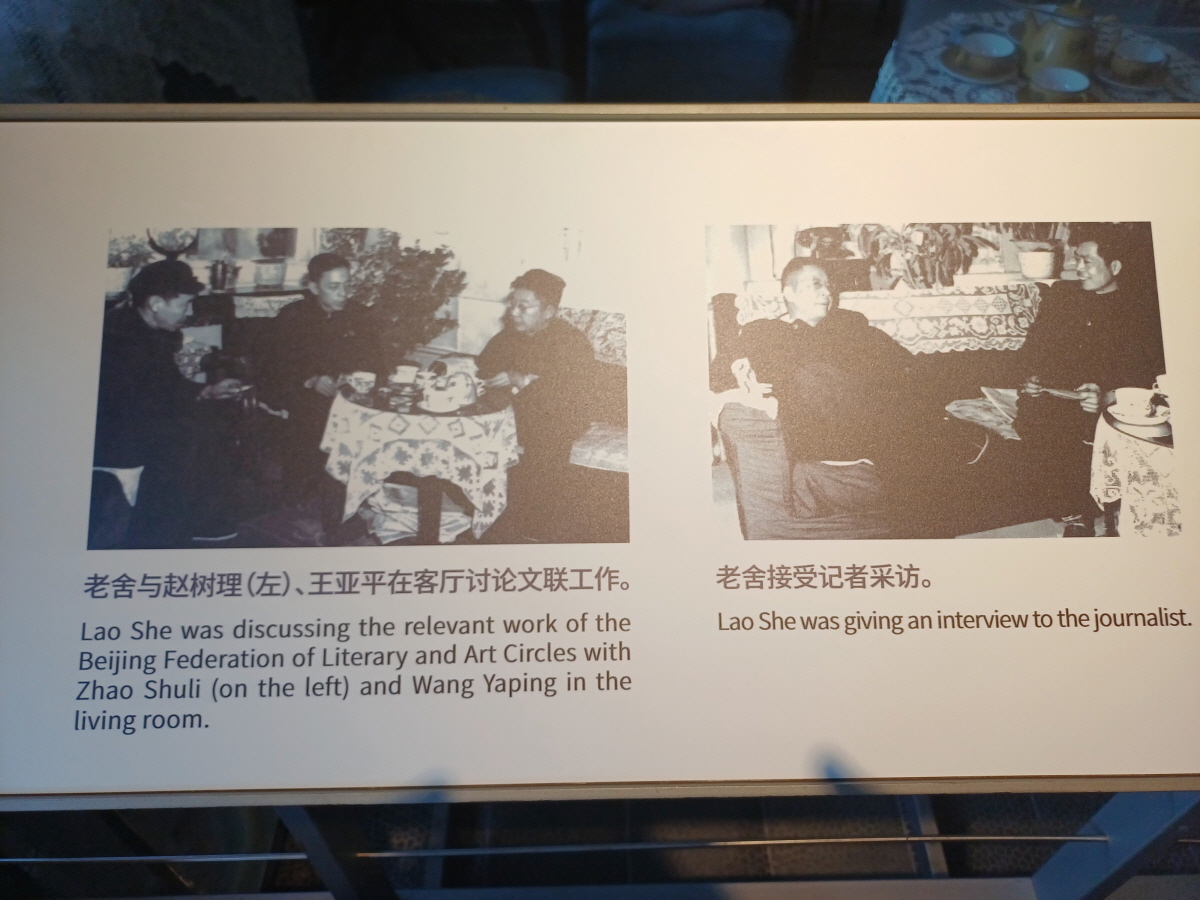 老舍与赵树理(左)、王亚平在客厅讨论文联工作。
Lao She was discussing the relevant work of the
Beijing Federation of Literary and Art Circles with
Zhao Shuli (on the left) and Wang Yaping in the
living room.
老舍接受记者采访。
Lao She was giving an interview to the journalist.